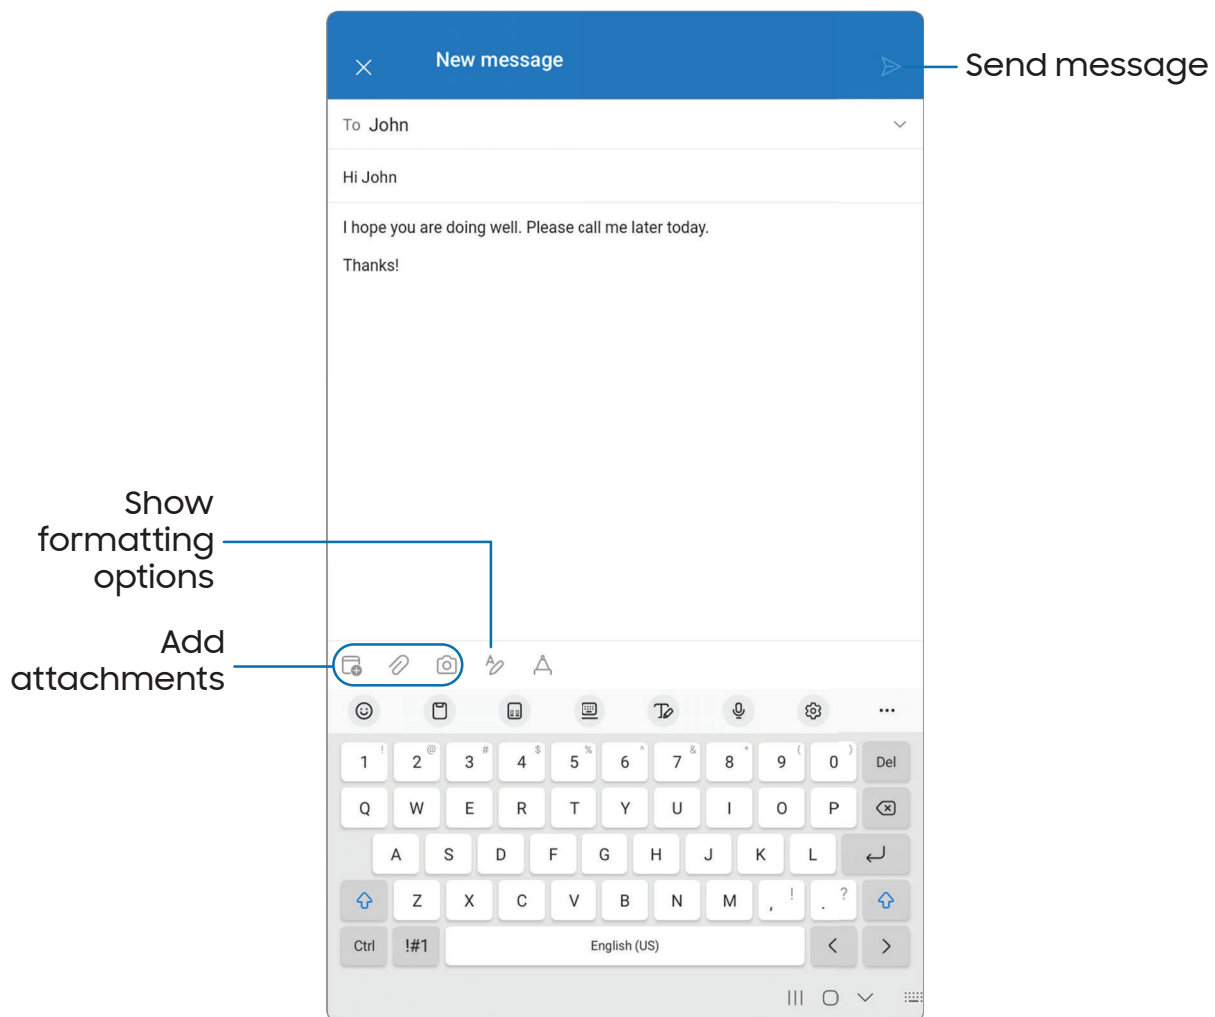 New message
Send message
To John
Hi John
I hope you are doing well. Please call me later today.
Thanks!
Show
formatting
options
Add
attachments
1 ! 2 @ 3 # 4 $ 5 % 6 ^ 7 & 8 * 9 ( 0 ) Del
Q W E R T Y U I O P
A S D F G H J K L
Z X C V B N M , ! . ?
Ctrl !#1 English (US) < >